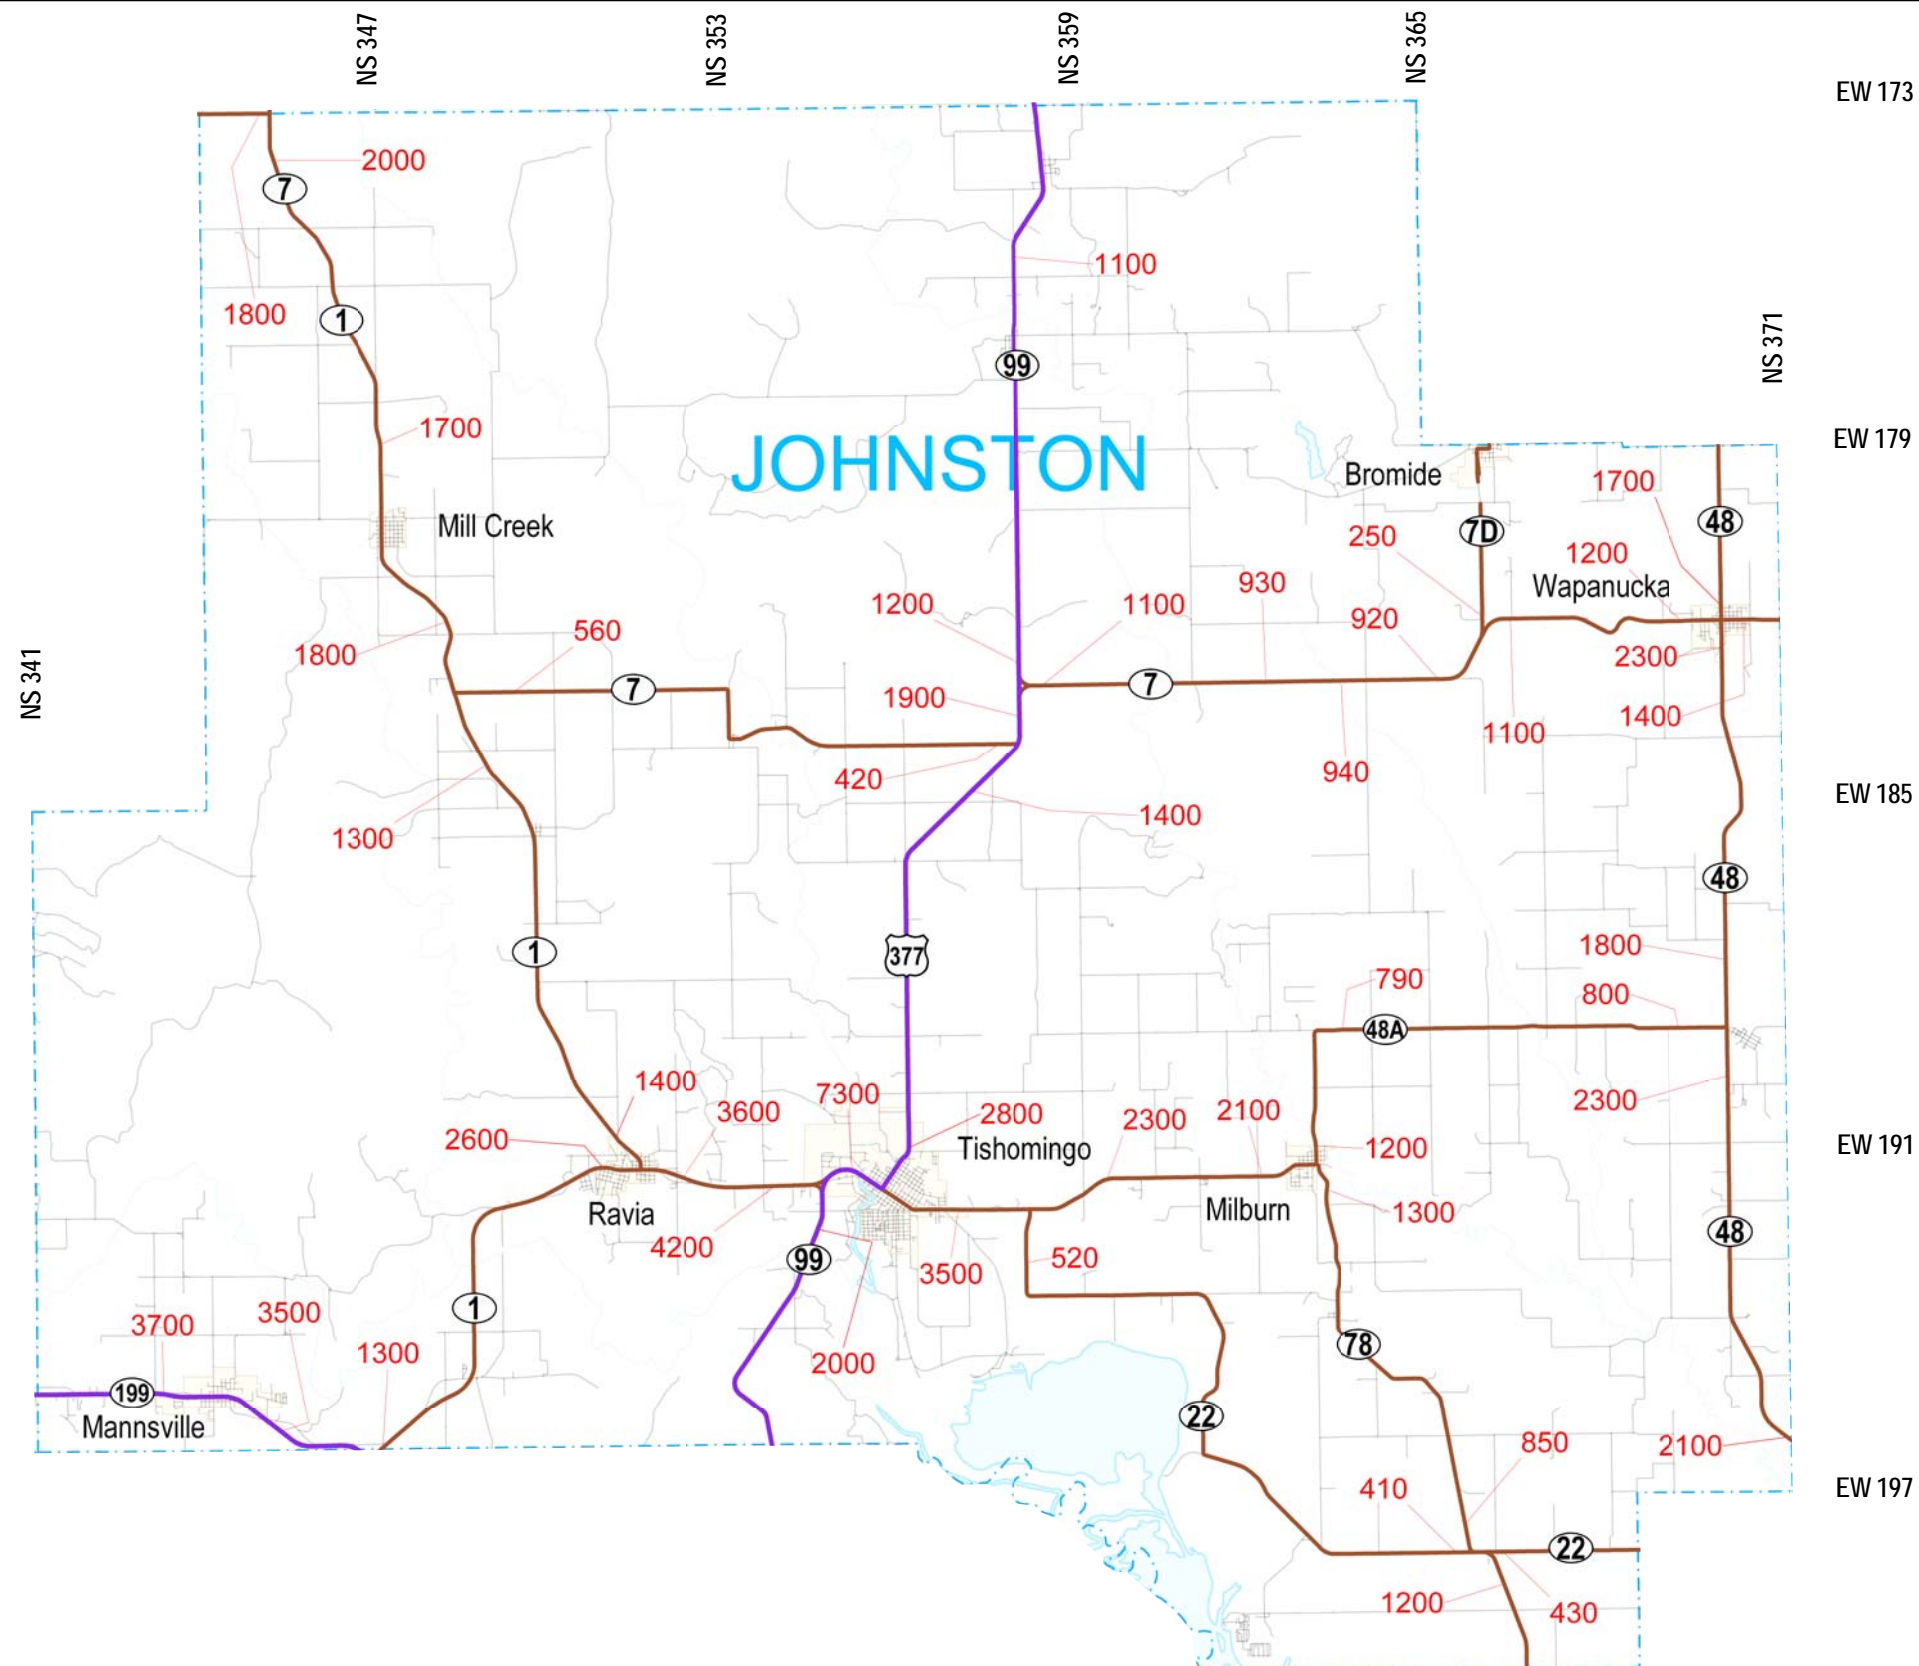 NS 347
NS 353
NS 359
NS 365
EW 173
2000
7
1100
1800
1
NS 371
99
1700
JOHNSTON
EW 179
Bromide
1700
Mill Creek
48
7D
250
1200
Wapanucka
930
1200
1100
920
560
1800
2300
NS 341
7
7
1900
1400
1100
940
420
EW 185
1400
1300
48
1800
1
377
790
800
48A
1400
7300
2300
3600
2800
2300
2100
2600
Tishomingo
1200
EW 191
Ravia
Milburn
1300
4200
48
99
520
3500
1
3500
3700
78
1300
2000
199
Mannsville
22
850
2100
410
EW 197
22
1200
430